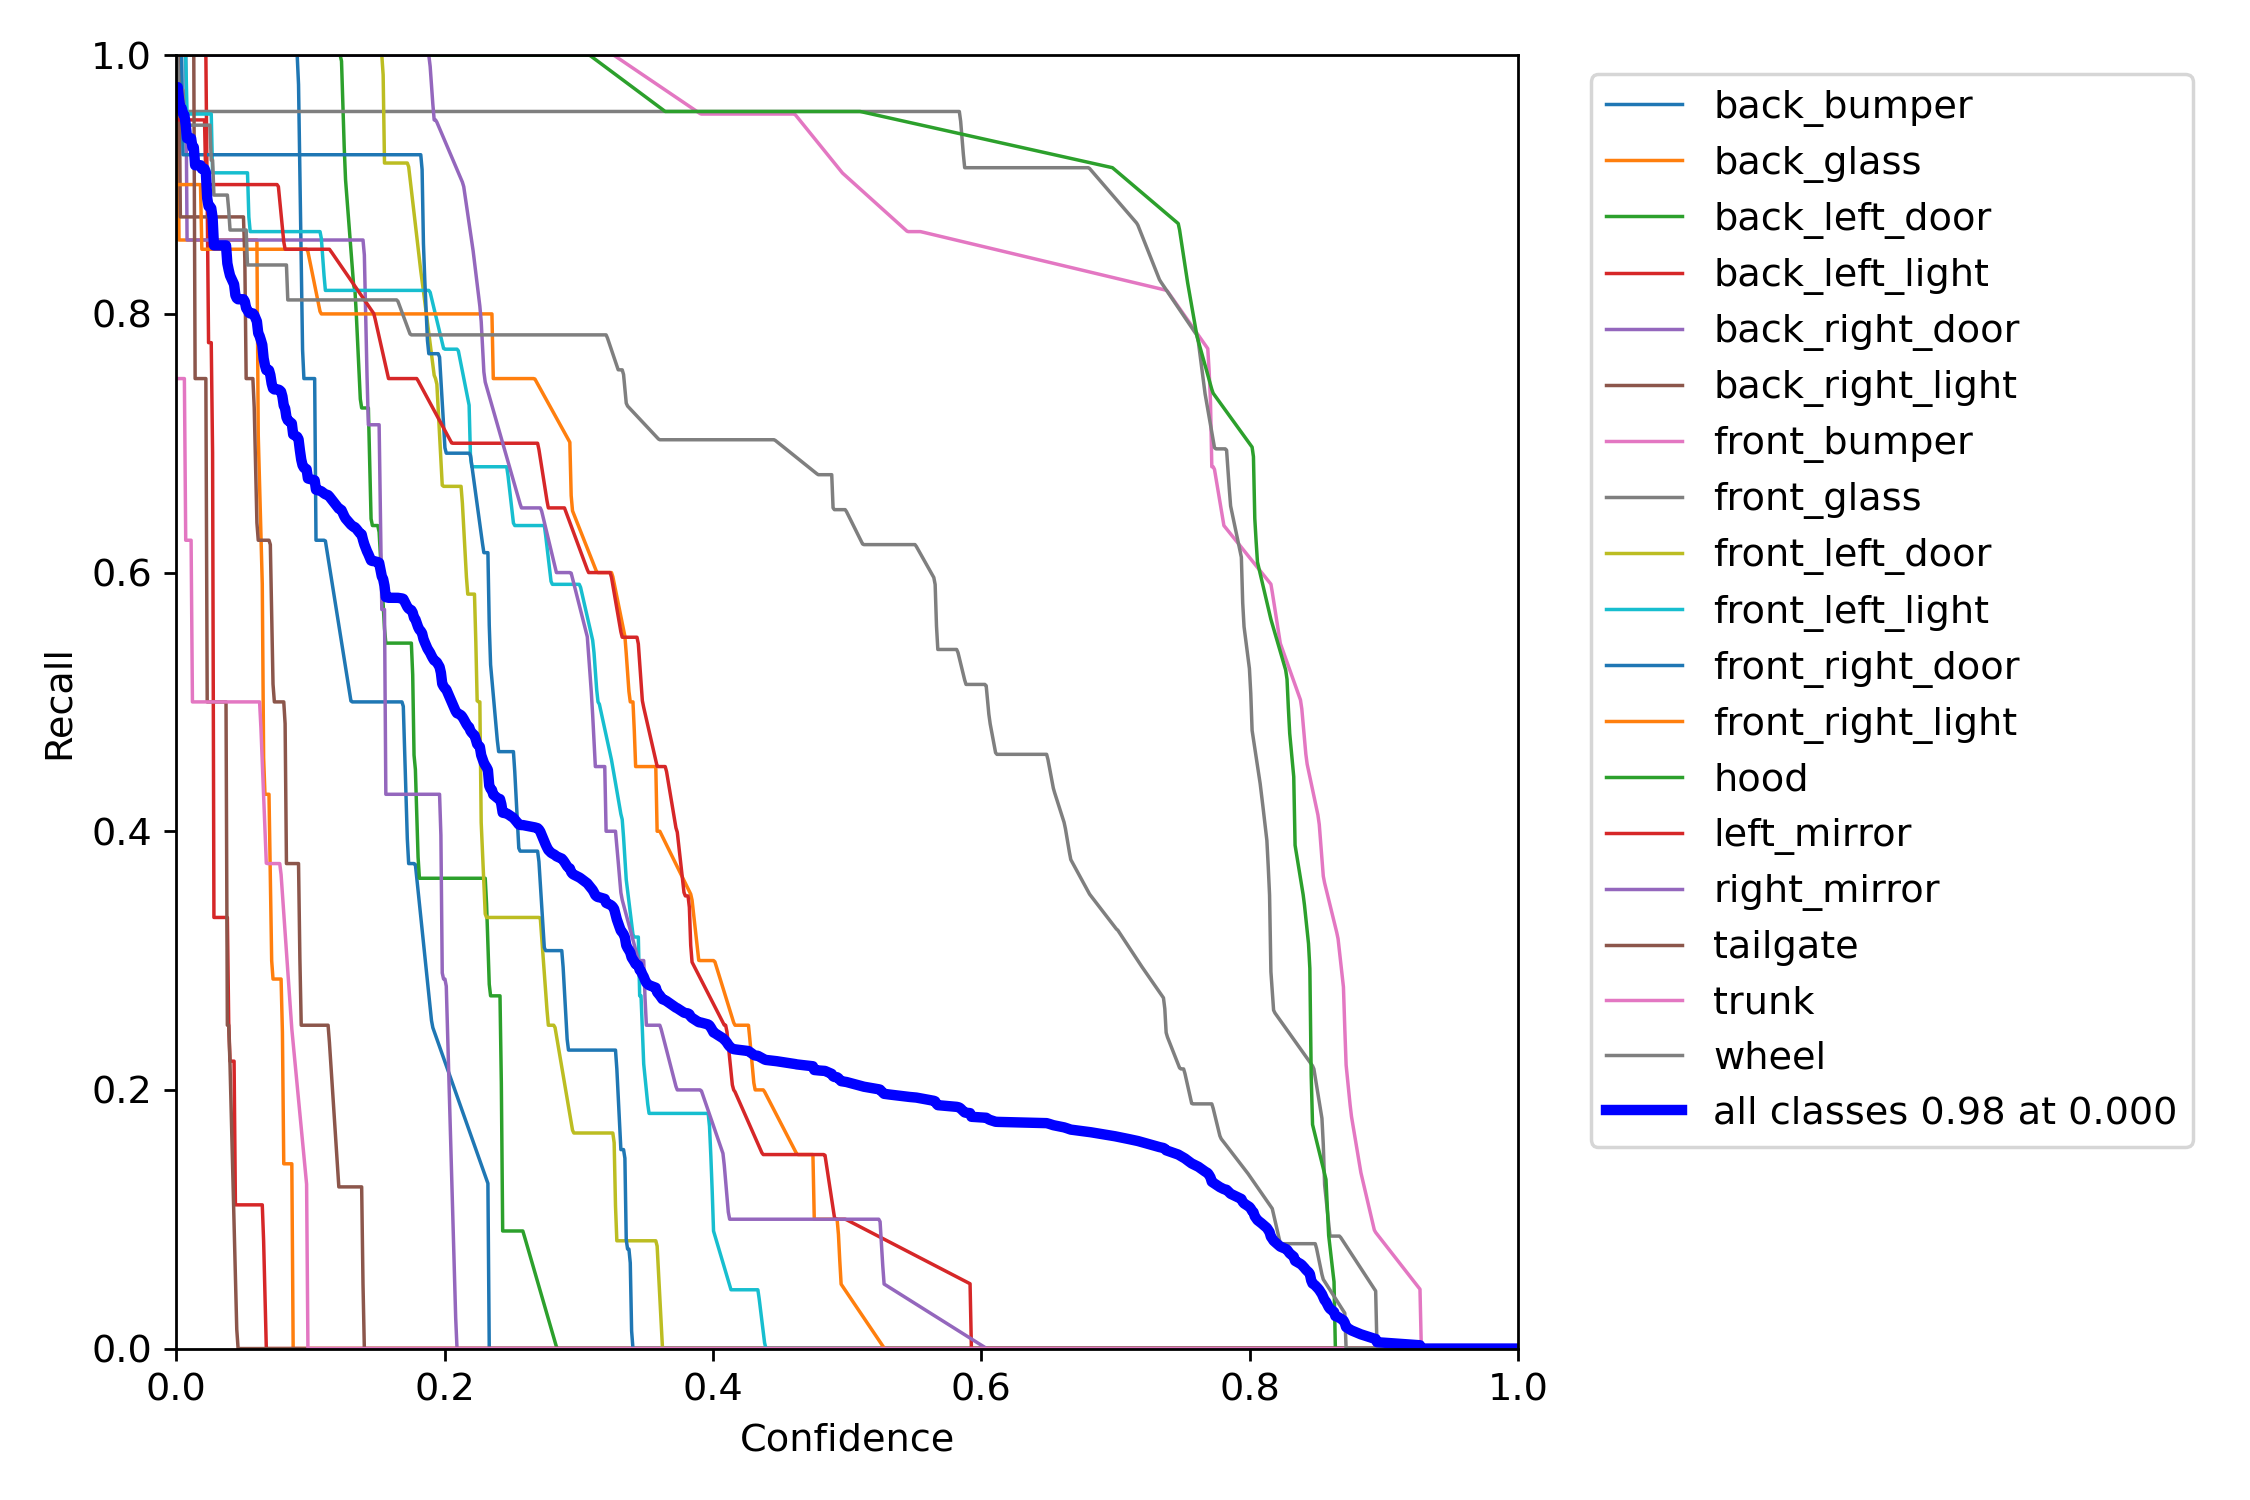 1.0
0.8
0.6
0.4
0.2
0.0
Recall
0.0 0.2 0.4 0.6 0.8 1.0
Confidence
back_bumper
back_glass
back_left_door
back_left_light
back_right_door
back_right_light
front_bumper
front_glass
front_left_door
front_left_light
front_right_door
front_right_light
hood
left_mirror
right_mirror
tailgate
trunk
wheel
all classes 0.98 at 0.000